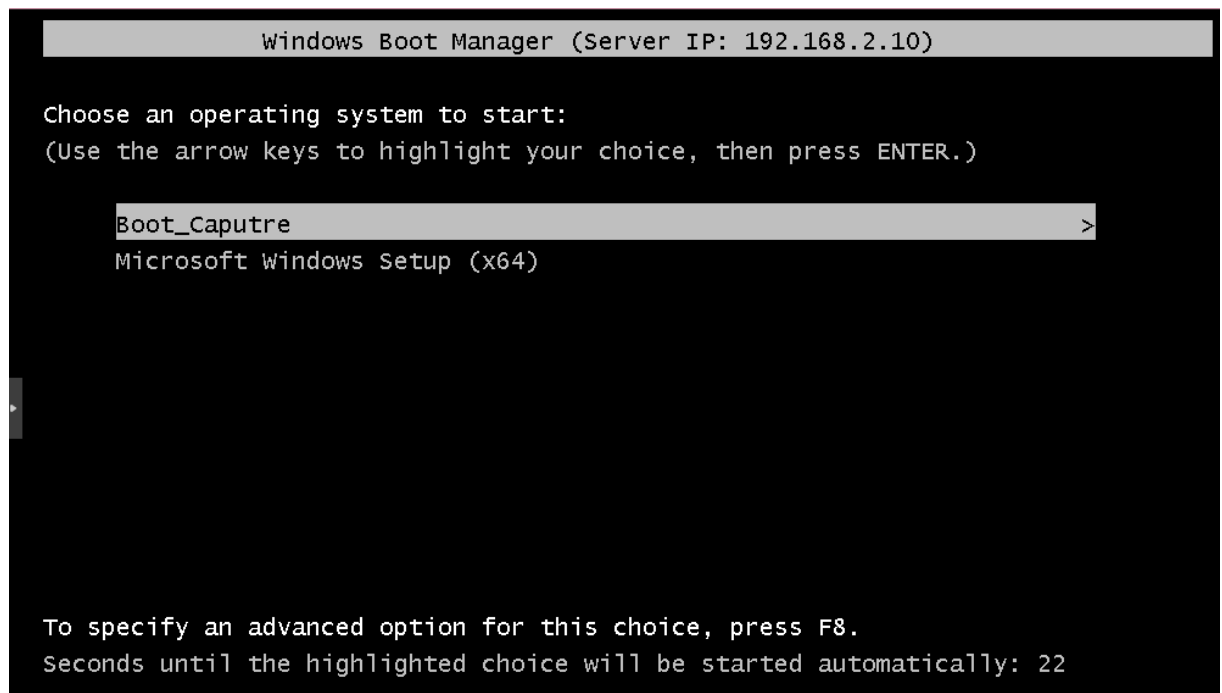 Windows Boot Manager (Server IP: 192.168.2.10)
Choose an operating system to start:
(Use the arrow keys to highlight your choice, then press ENTER.)
Boot_Caputre >
Microsoft Windows Setup (x64)
To specify an advanced option for this choice, press F8.
Seconds until the highlighted choice will be started automatically: 22